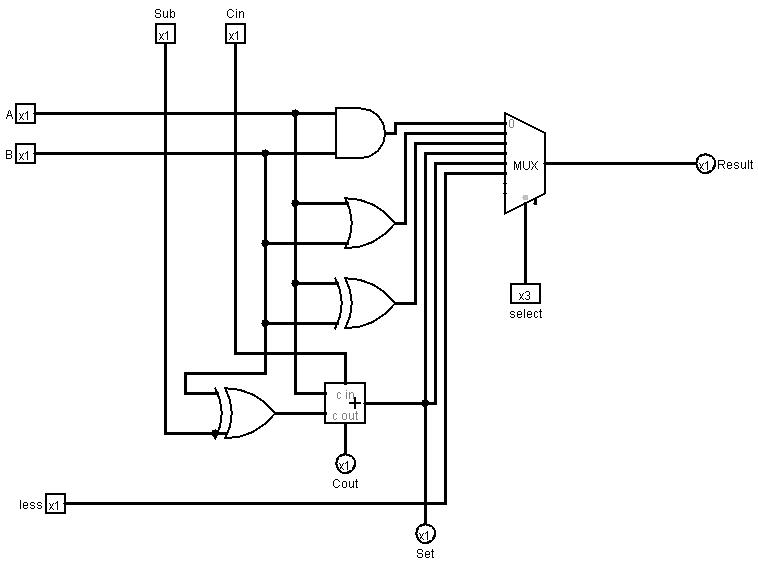 Sub
Cin
x1
x1
A x1
B x1
0
MUX
x1 Result
x3
select
c in
+
c out
x1
Cout
less x1
x1
Set